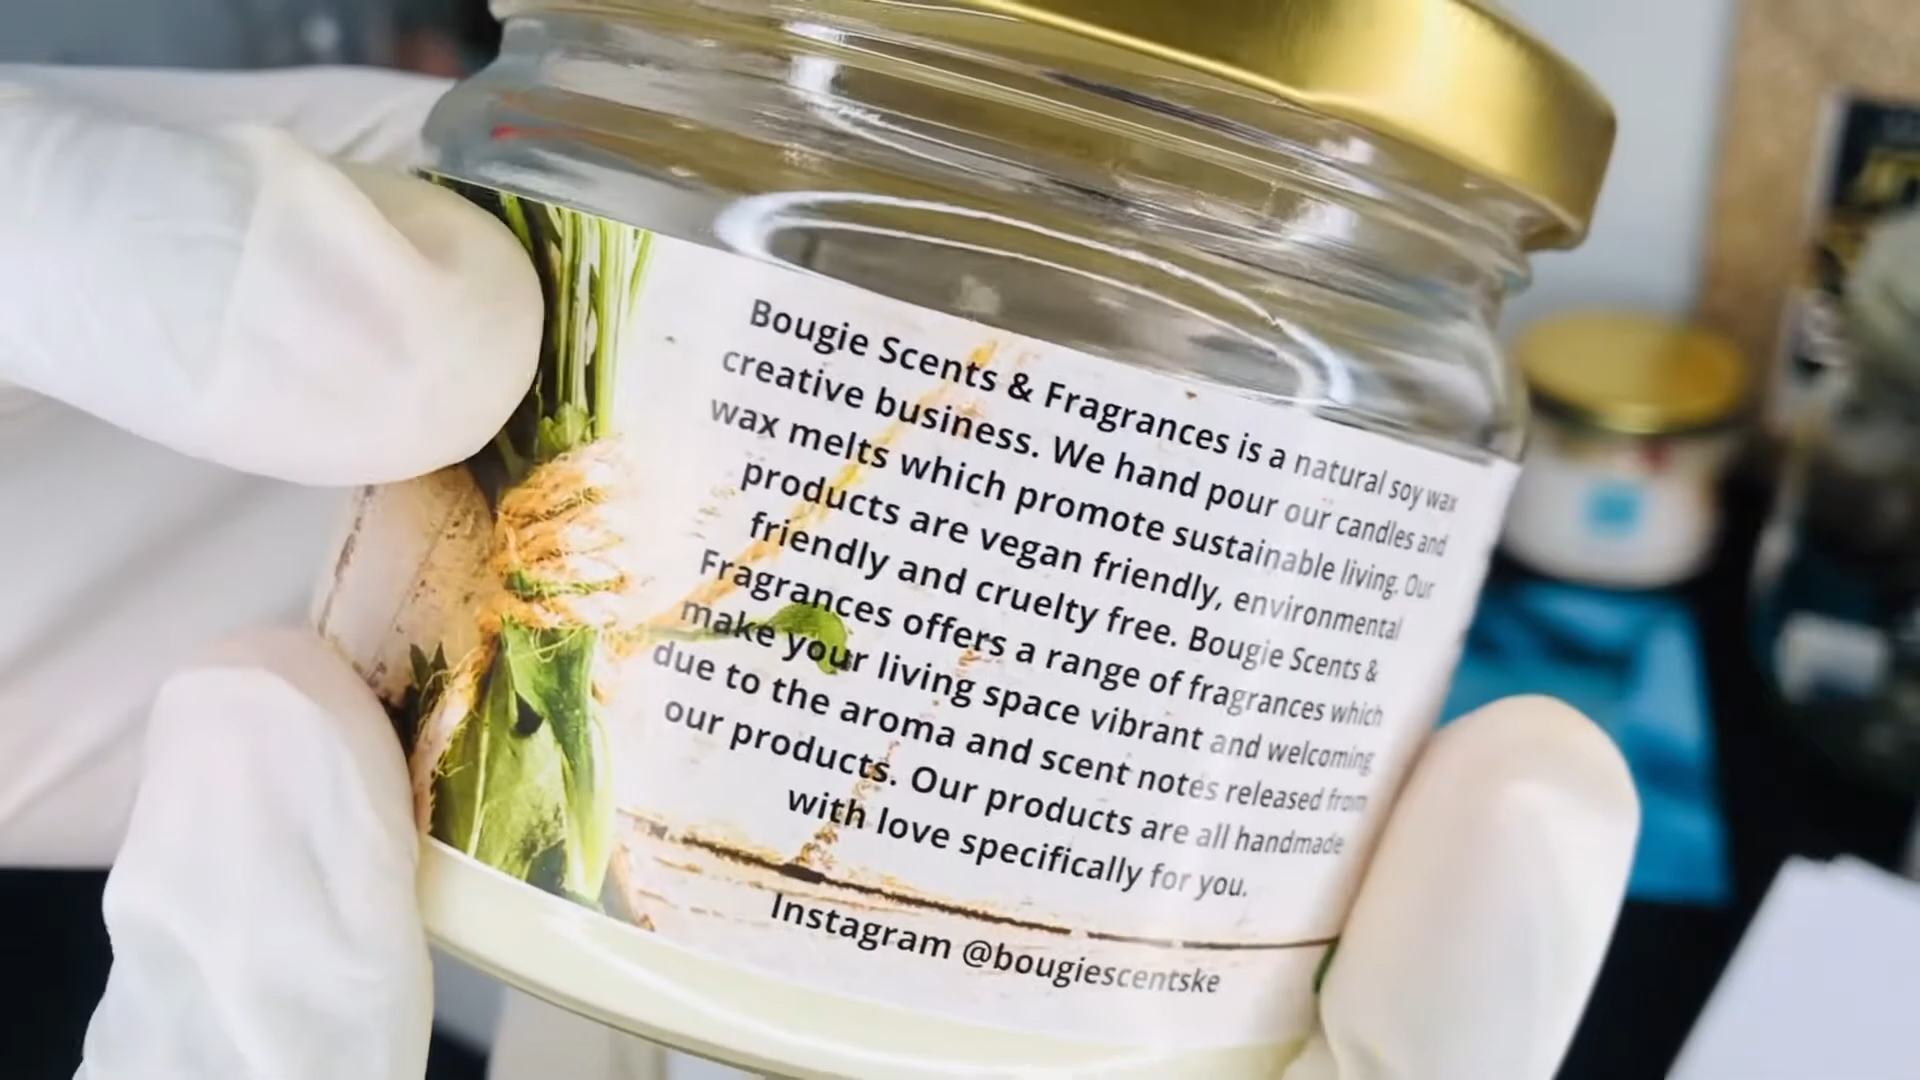 Bougie Scents & Fragrances is a natural soy wax
creative business. We hand pour our candles and
wax melts which promote sustainable living. Our
products are vegan friendly, environmental
friendly and cruelty free. Bougie Scents &
Fragrances offers a range of fragrances which
make your living space vibrant and welcoming
due to the aroma and scent notes released from
our products. Our products are all handmade
with love specifically for you.
Instagram @bougiescentske